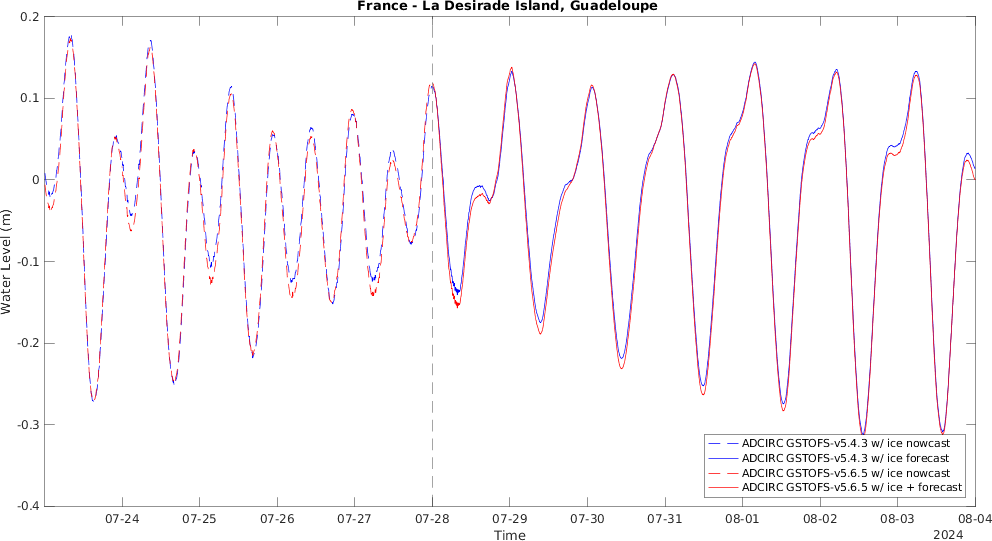 France - La Desirade Island, Guadeloupe
0.2
0.1
0
-0.1
-0.2
-0.3
-0.4
Water Level (m)
ADCIRC GSTOFS-v5.4.3 w/ ice nowcast
ADCIRC GSTOFS-v5.4.3 w/ ice forecast
ADCIRC GSTOFS-v5.6.5 w/ ice nowcast
ADCIRC GSTOFS-v5.6.5 w/ ice + forecast
07-24 07-25 07-26 07-27 07-28 07-29 07-30 07-31 08-01 08-02 08-03 08-04
Time
2024